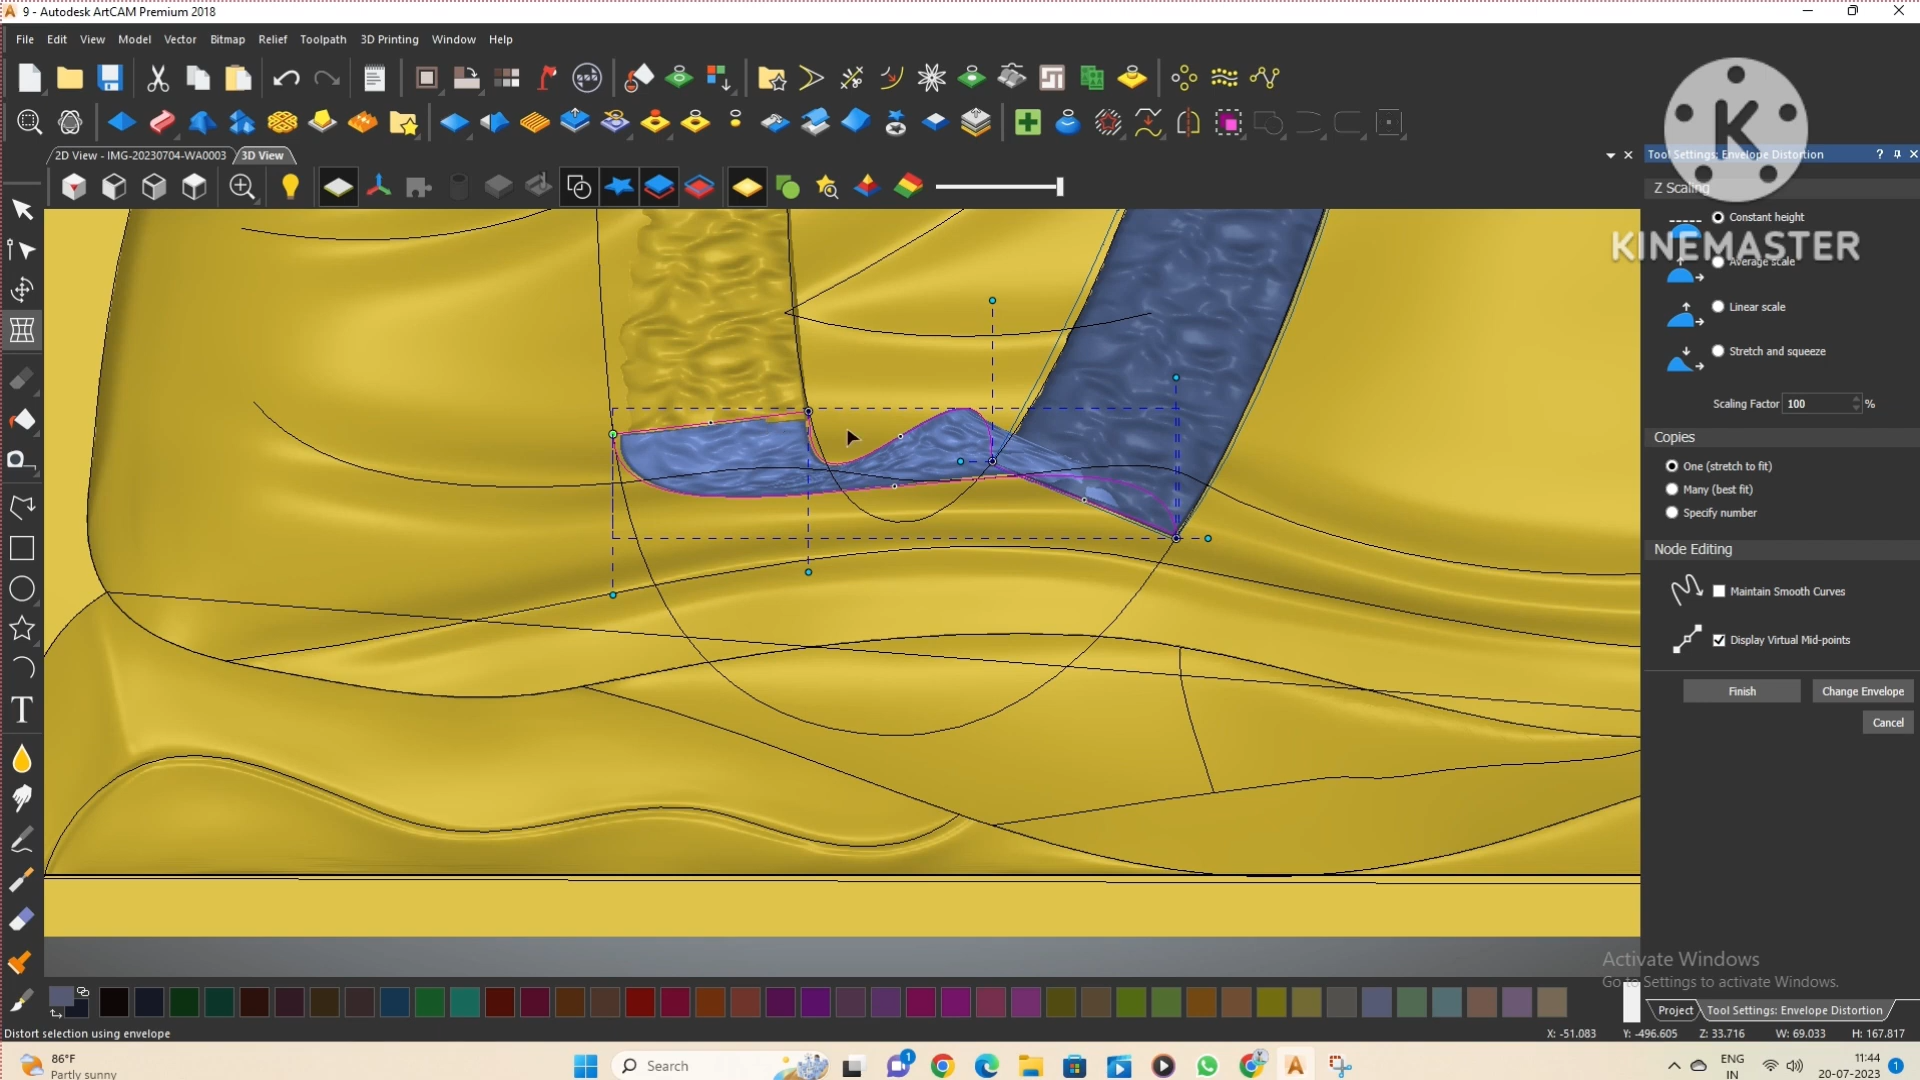 9 - Autodesk ArtCAM Premium 2018
File Edit View Model Vector Bitmap Relief Toolpath 3D Printing Window Help
2D View - IMG-20230704-WA0003 3D View
Tool Settings: Envelope Distortion
K
KINEMASTER
Z Scaling
Constant height
Average scale
Linear scale
Stretch and squeeze
Scaling Factor 100 %
Copies
One (stretch to fit)
Many (best fit)
Specify number
Node Editing
Maintain Smooth Curves
Display Virtual Mid-points
Finish Change Envelope
Cancel
Activate Windows
Go to Settings to activate Windows.
Project Tool Settings: Envelope Distortion
Distort selection using envelope
X: -51.083 Y: -496.605 Z: 33.716 W: 69.033 H: 167.817
86°F
Partly sunny
Search
1
ENG
IN
11:44
20-07-2023
1